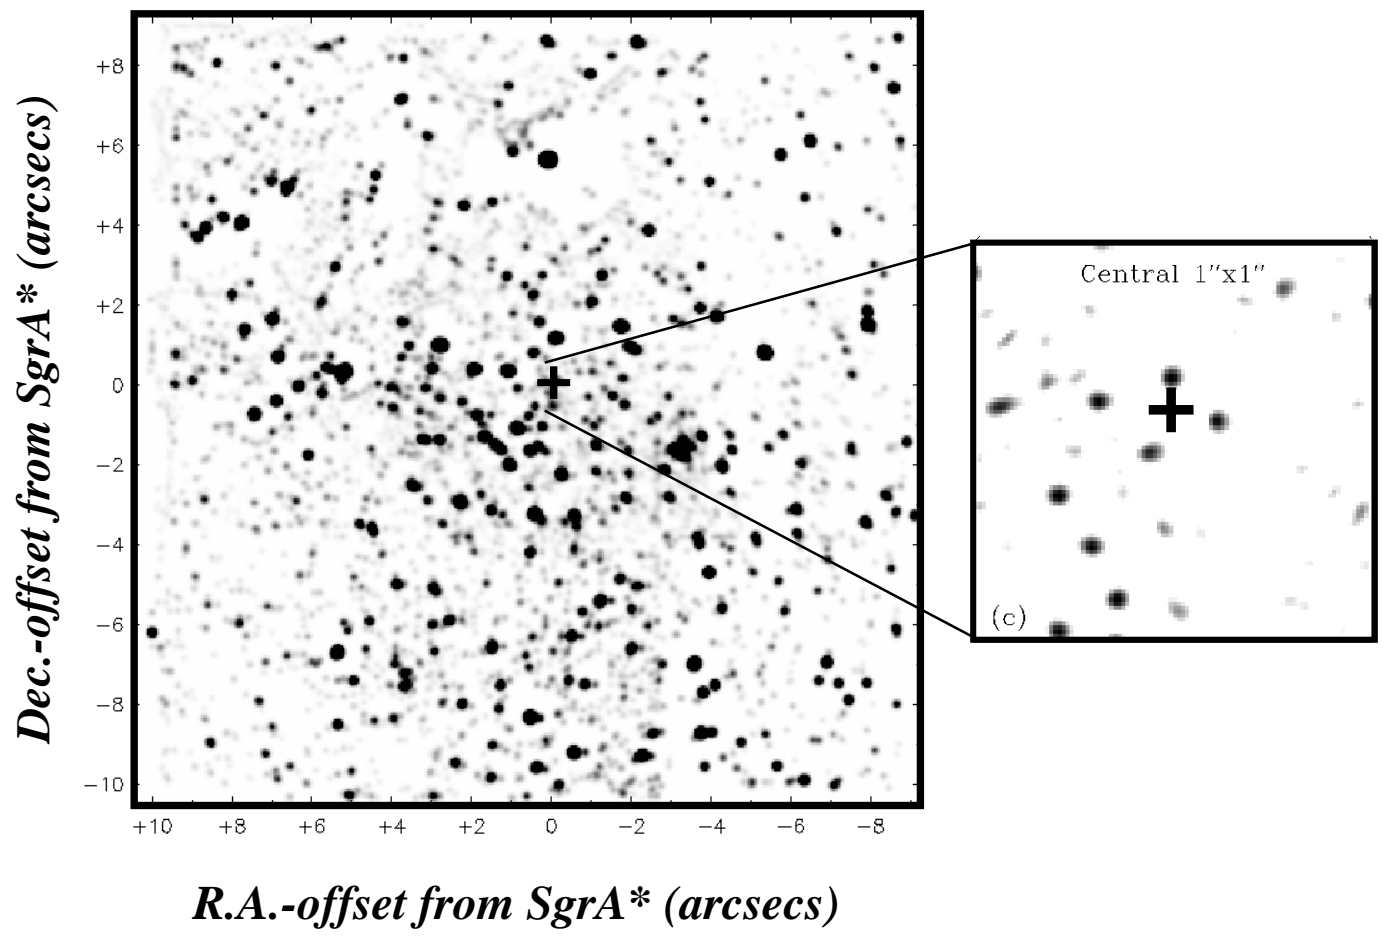 Dec.-offset from SgrA* (arcsecs)
+8
+6
+4
+2
0
−2
−4
−6
−8
−10
+10 +8 +6 +4 +2 0 −2 −4 −6 −8
R.A.-offset from SgrA* (arcsecs)
Central 1″x1″
(c)